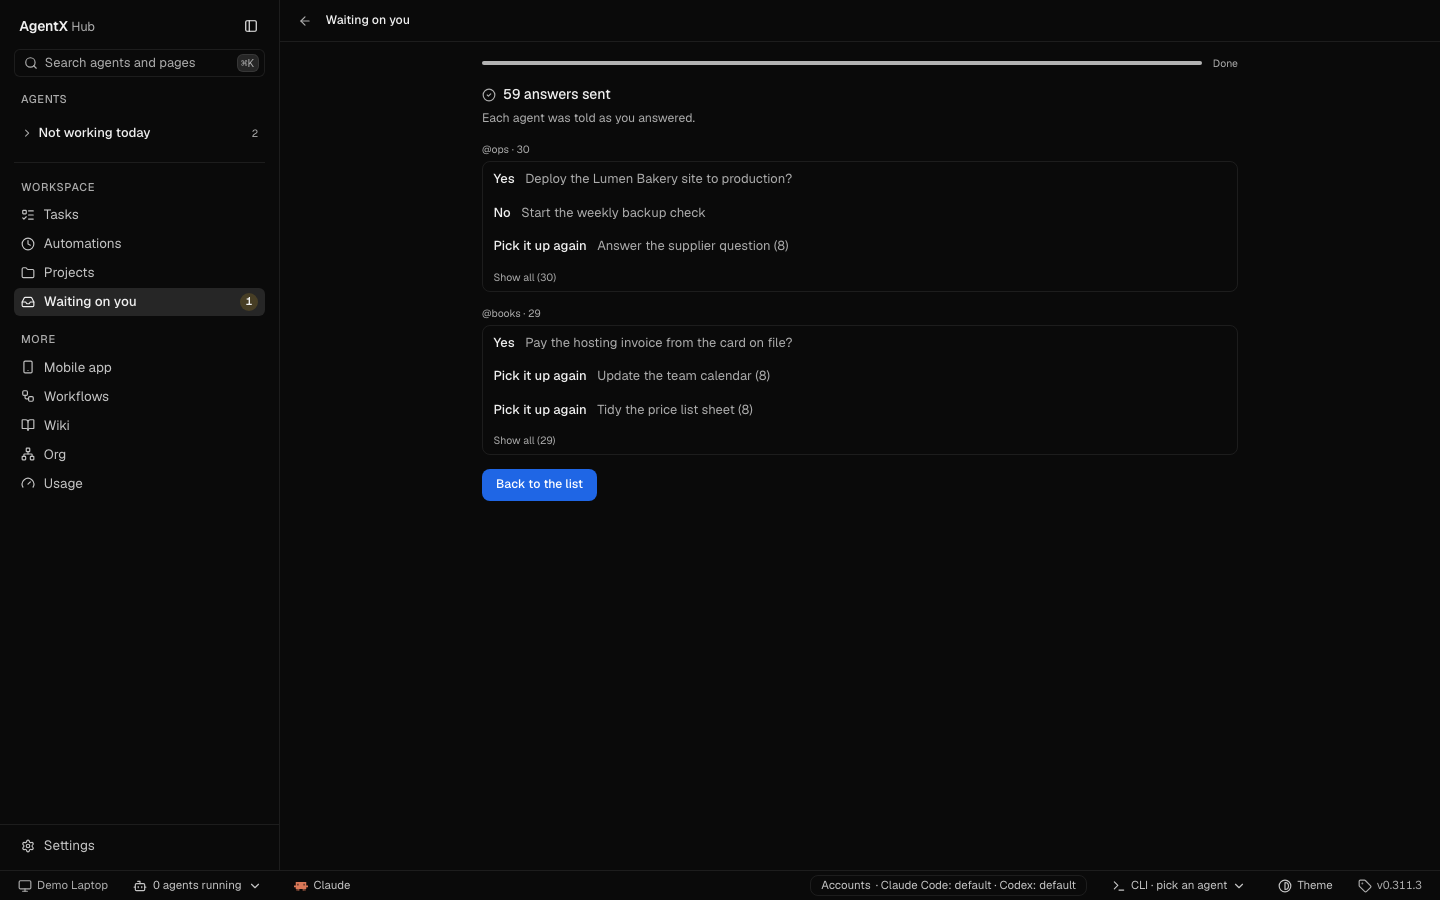 AgentX Hub
Search agents and pages ⌘K
AGENTS
Not working today 2
WORKSPACE
Tasks
Automations
Projects
Waiting on you 1
MORE
Mobile app
Workflows
Wiki
Org
Usage
Settings
Waiting on you
Done
59 answers sent
Each agent was told as you answered.
@ops · 30
Yes Deploy the Lumen Bakery site to production?
No Start the weekly backup check
Pick it up again Answer the supplier question (8)
Show all (30)
@books · 29
Yes Pay the hosting invoice from the card on file?
Pick it up again Update the team calendar (8)
Pick it up again Tidy the price list sheet (8)
Show all (29)
Back to the list
Demo Laptop 0 agents running Claude Accounts · Claude Code: default · Codex: default CLI · pick an agent Theme v0.311.3